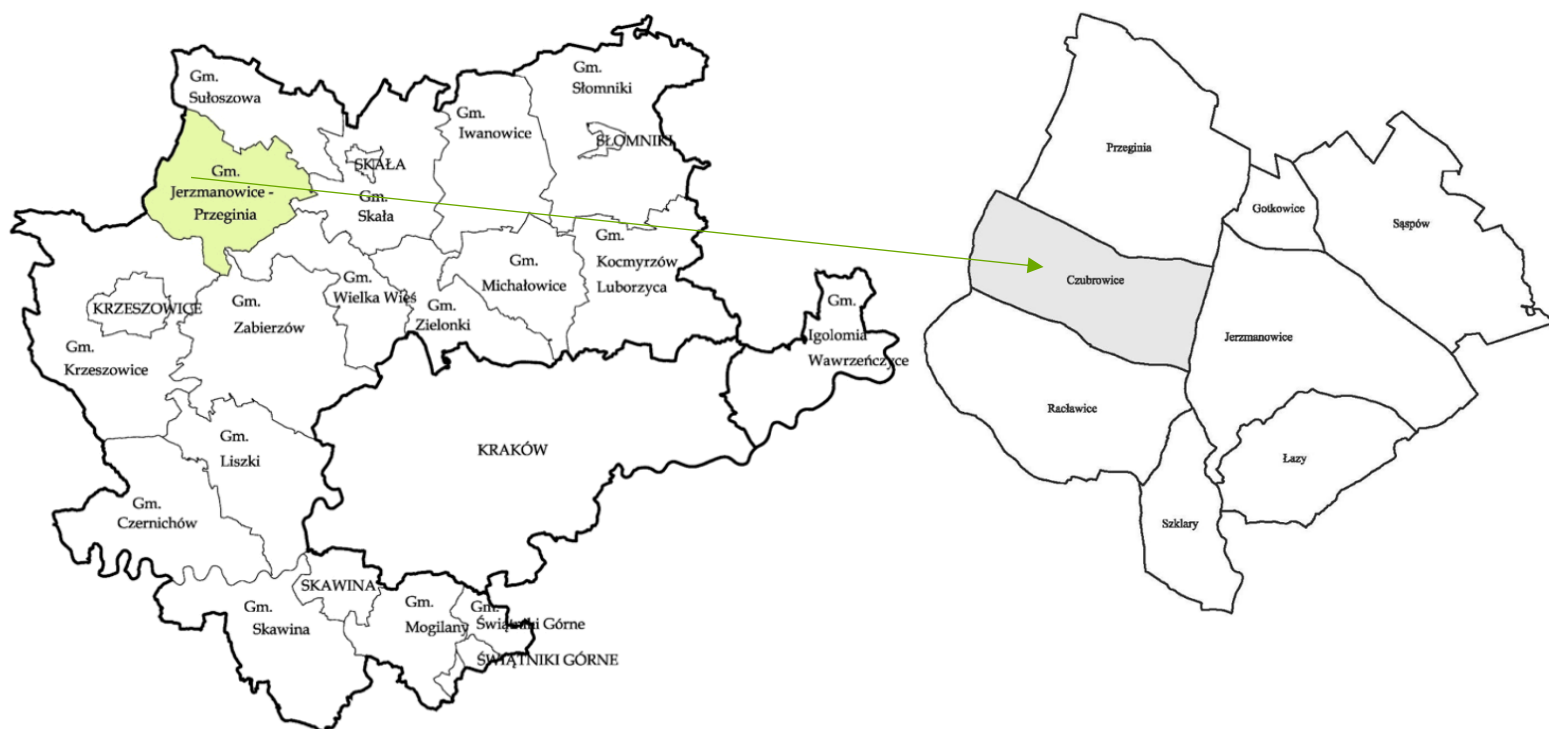 Gm.
Sułoszowa
Gm.
Słomniki
Gm.
Iwanowice
SŁOMNIKI
SKAŁA
Gm.
Jerzmanowice -
Przeginia
Gm.
Skała
Gm.
Kocmyrzów
Luborzyca
Gm.
Michałowice
Gm.
Wielka Wieś
Gm.
Zielonki
KRZESZOWICE
Gm.
Zabierzów
Gm.
Krzeszowice
Gm.
Igolomia
Wawrzeńczyce
Gm.
Liszki
KRAKÓW
Gm.
Czernichów
SKAWINA
Gm.
Skawina
Gm.
Mogilany
Gm.
Świątniki Górne
ŚWIĄTNIKI GÓRNE
Przeginia
Gotkowice
Sąspów
Czubrowice
Jerzmanowice
Racławice
Łazy
Szklary